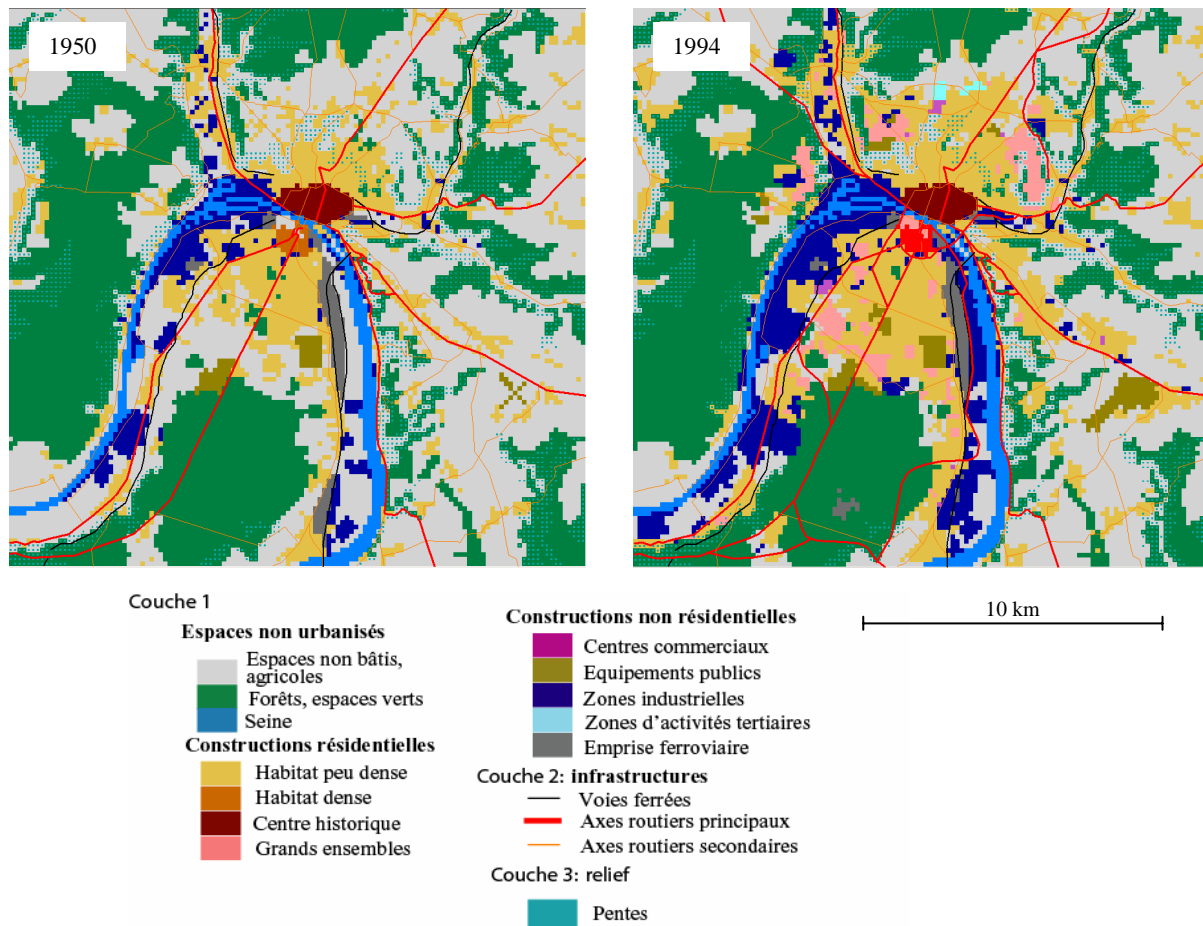 1950
1994
Couche 1
Espaces non urbanisés
Espaces non bâtis,
agricoles
Forêts, espaces verts
Seine
Constructions résidentielles
Habitat peu dense
Habitat dense
Centre historique
Grands ensembles
Constructions non résidentielles
Centres commerciaux
Equipements publics
Zones industrielles
Zones d'activités tertiaires
Emprise ferroviaire
Couche 2: infrastructures
Voies ferrées
Axes routiers principaux
Axes routiers secondaires
Couche 3: relief
Pentes
10 km